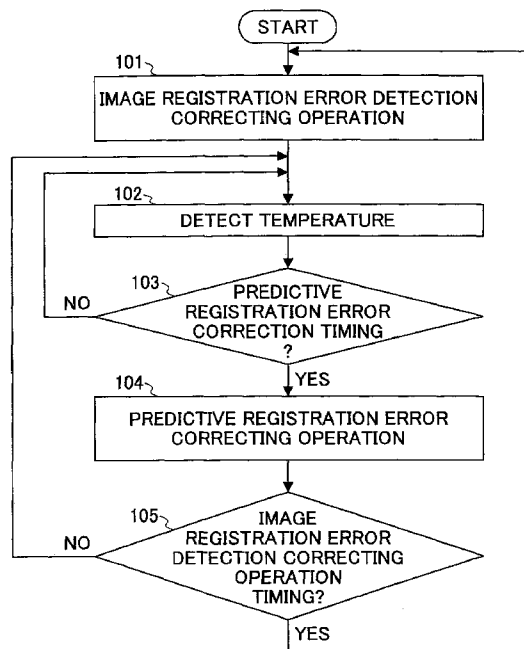 START
101
IMAGE REGISTRATION ERROR DETECTION
CORRECTING OPERATION
102
DETECT TEMPERATURE
103
PREDICTIVE
REGISTRATION ERROR
CORRECTION TIMING
?
NO
YES
104
PREDICTIVE REGISTRATION ERROR
CORRECTING OPERATION
105
IMAGE
REGISTRATION ERROR
DETECTION CORRECTING
OPERATION
TIMING?
NO
YES